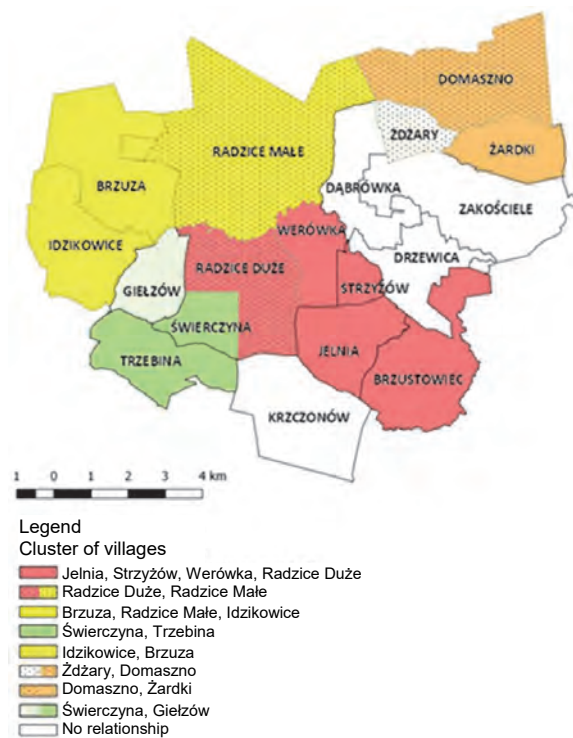 DOMASZNO
ŻDŻARY
RADZICE MAŁE
ŻARDKI
BRZUZA
DĄBRÓWKA
ZAKOŚCIELE
WERÓWKA
IDZIKOWICE
DRZEWICA
RADZICE DUŻE
GIEŁZÓW
STRZYŻÓW
ŚWIERCZYNA
JELNIA
TRZEBINA
BRZUSTOWIEC
KRZCZONÓW
1 0 1 2 3 4 km
Legend
Cluster of villages
Jelnia, Strzyżów, Werówka, Radzice Duże
Radzice Duże, Radzice Małe
Brzuza, Radzice Małe, Idzikowice
Świerczyna, Trzebina
Idzikowice, Brzuza
Żdżary, Domaszno
Domaszno, Żardki
Świerczyna, Giełzów
No relationship